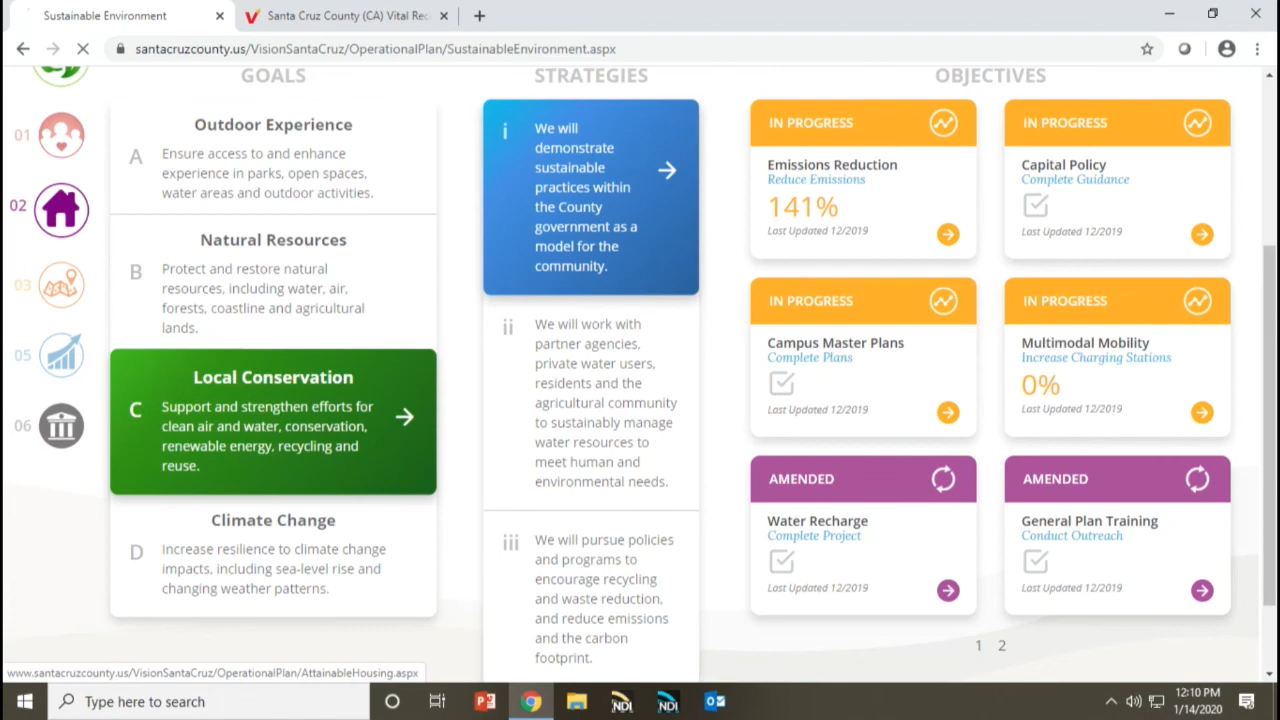 Sustainable Environment
Santa Cruz County (CA) Vital Rec
santacruzcounty.us/VisionSantaCruz/OperationalPlan/SustainableEnvironment.aspx
GOALS
STRATEGIES
OBJECTIVES
01
02
03
05
06
Outdoor Experience
A
Ensure access to and enhance
experience in parks, open spaces,
water areas and outdoor activities.
Natural Resources
B
Protect and restore natural
resources, including water, air,
forests, coastline and agricultural
lands.
Local Conservation
C
Support and strengthen efforts for
clean air and water, conservation,
renewable energy, recycling and
reuse.
Climate Change
D
Increase resilience to climate change
impacts, including sea-level rise and
changing weather patterns.
i
We will
demonstrate
sustainable
practices within
the County
government as a
model for the
community.
ii
We will work with
partner agencies,
private water users,
residents and the
agricultural community
to sustainably manage
water resources to
meet human and
environmental needs.
iii
We will pursue policies
and programs to
encourage recycling
and waste reduction,
and reduce emissions
and the carbon
footprint.
IN PROGRESS
Emissions Reduction
Reduce Emissions
141%
Last Updated 12/2019
IN PROGRESS
Capital Policy
Complete Guidance
Last Updated 12/2019
IN PROGRESS
Campus Master Plans
Complete Plans
Last Updated 12/2019
IN PROGRESS
Multimodal Mobility
Increase Charging Stations
0%
Last Updated 12/2019
AMENDED
Water Recharge
Complete Project
Last Updated 12/2019
AMENDED
General Plan Training
Conduct Outreach
Last Updated 12/2019
1 2
www.santacruzcounty.us/VisionSantaCruz/OperationalPlan/AttainableHousing.aspx
Type here to search
NDI
NDI
12:10 PM
1/14/2020